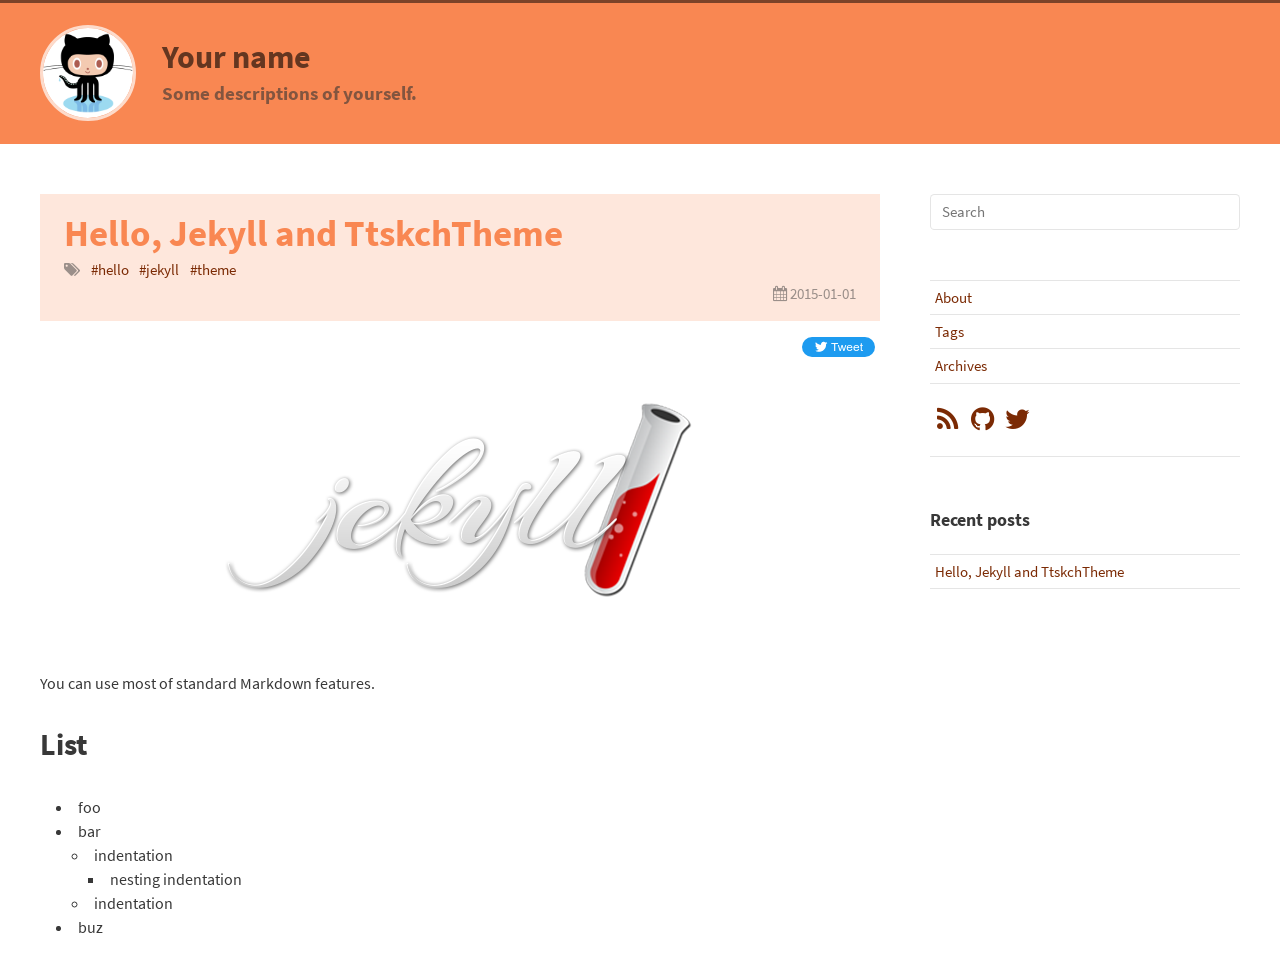 Your name
Some descriptions of yourself.
Hello, Jekyll and TtskchTheme
#hello #jekyll #theme
2015-01-01
Tweet
jekyll
You can use most of standard Markdown features.
List
foo
bar
indentation
nesting indentation
indentation
buz
Search
About
Tags
Archives
Recent posts
Hello, Jekyll and TtskchTheme